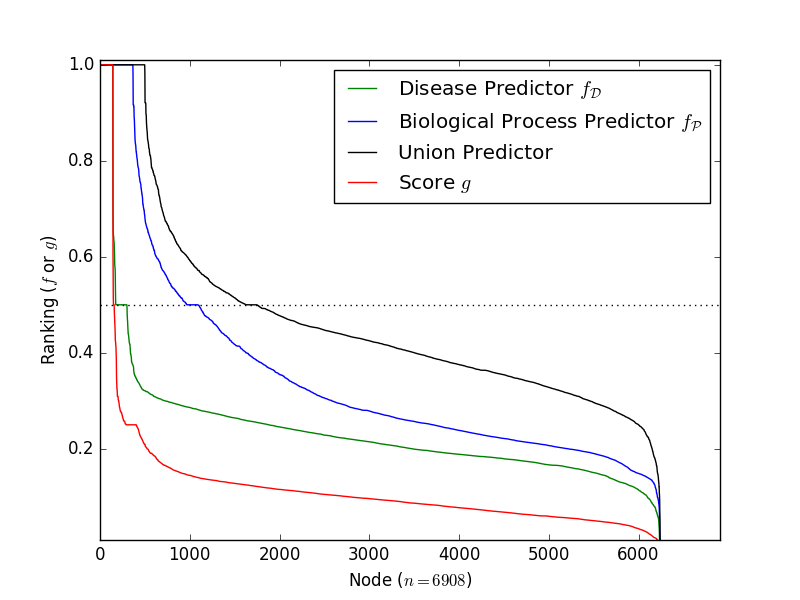 1.0
0.8
0.6
0.4
0.2
Ranking (f or g)
Disease Predictor f_𝒟
Biological Process Predictor f_𝒫
Union Predictor
Score g
0 1000 2000 3000 4000 5000 6000
Node (n = 6908)